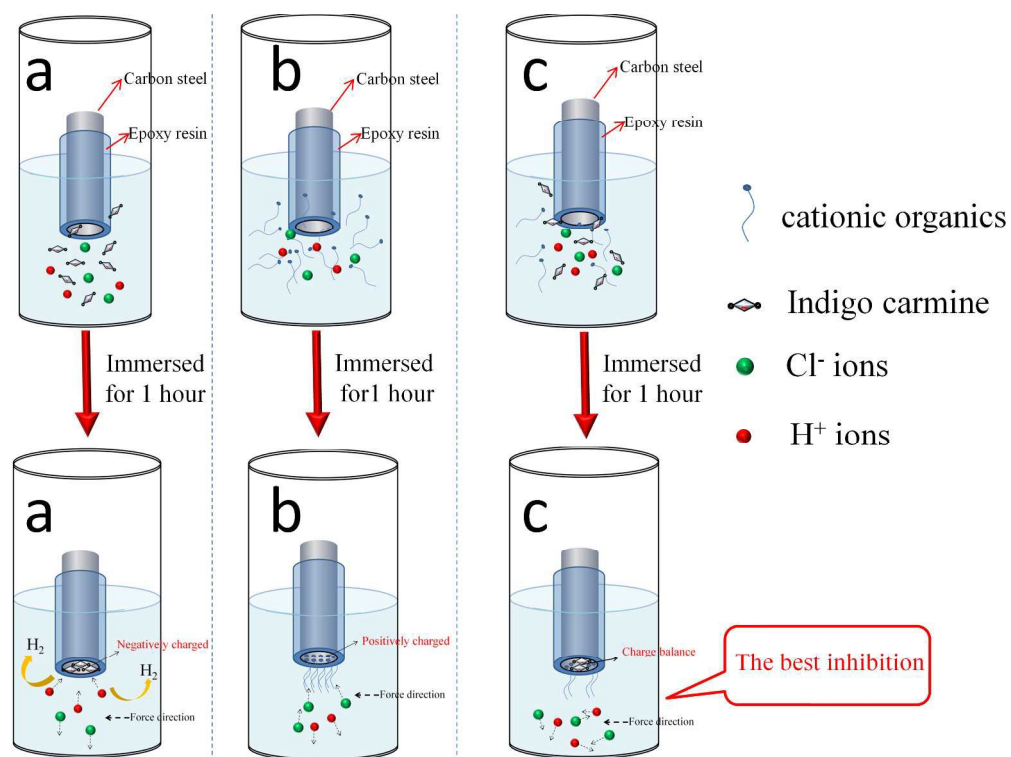 a
Carbon steel
Epoxy resin
b
Carbon steel
Epoxy resin
c
Carbon steel
Epoxy resin
cationic organics
Indigo carmine
Cl⁻ ions
H⁺ ions
Immersed
for 1 hour
Immersed
for1 hour
Immersed
for 1 hour
a
H₂
Negatively charged
H₂
Force direction
b
Positively charged
Force direction
c
Charge balance
Force direction
The best inhibition